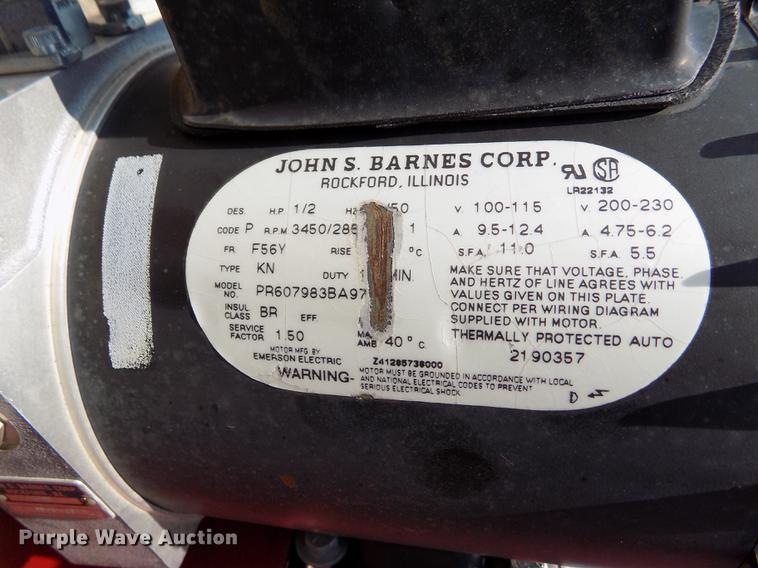 JOHN S. BARNES CORP.
ROCKFORD, ILLINOIS
LR22132
DES. H.P. 1/2 HZ /50 V. 100-115 V. 200-230
CODE P R.P.M. 3450/285 1 A. 9.5-12.4 A. 4.75-6.2
FR. F56Y RISE °C S.F.A. 11.0 S.F.A. 5.5
TYPE KN DUTY MIN.
MODEL NO. PR607983BA97
INSUL CLASS BR EFF.
SERVICE FACTOR 1.50 AMB 40°C
MOTOR MFG. BY
EMERSON ELECTRIC
MAKE SURE THAT VOLTAGE, PHASE,
AND HERTZ OF LINE AGREES WITH
VALUES GIVEN ON THIS PLATE.
CONNECT PER WIRING DIAGRAM
SUPPLIED WITH MOTOR.
THERMALLY PROTECTED AUTO
2190357
Z41285738000
WARNING- MOTOR MUST BE GROUNDED IN ACCORDANCE WITH LOCAL
AND NATIONAL ELECTRICAL CODES TO PREVENT
SERIOUS ELECTRICAL SHOCK.
D
Purple Wave Auction